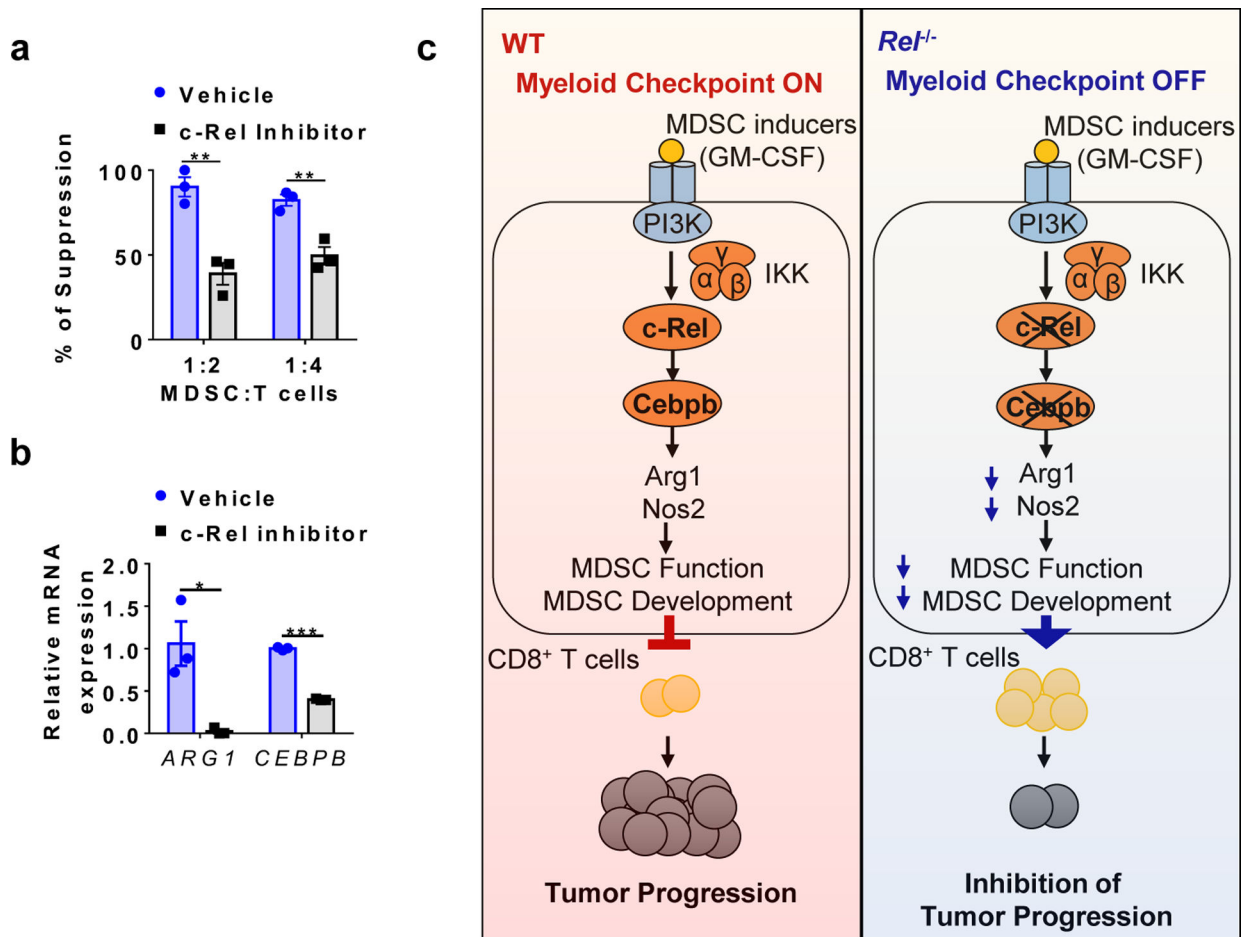 a
Vehicle
c-Rel Inhibitor
% of Suppression
100
50
0
**
**
1:2
1:4
MDSC:T cells
b
Vehicle
c-Rel inhibitor
Relative mRNA
expression
2.0
1.5
1.0
0.5
0.0
*
***
ARG1
CEBPB
c
WT
Myeloid Checkpoint ON
MDSC inducers
(GM-CSF)
PI3K
γ
α
β
IKK
c-Rel
Cebpb
Arg1
Nos2
MDSC Function
MDSC Development
CD8+ T cells
Tumor Progression
Rel-/-
Myeloid Checkpoint OFF
MDSC inducers
(GM-CSF)
PI3K
γ
α
β
IKK
c-Rel
Cebpb
Arg1
Nos2
MDSC Function
MDSC Development
CD8+ T cells
Inhibition of
Tumor Progression